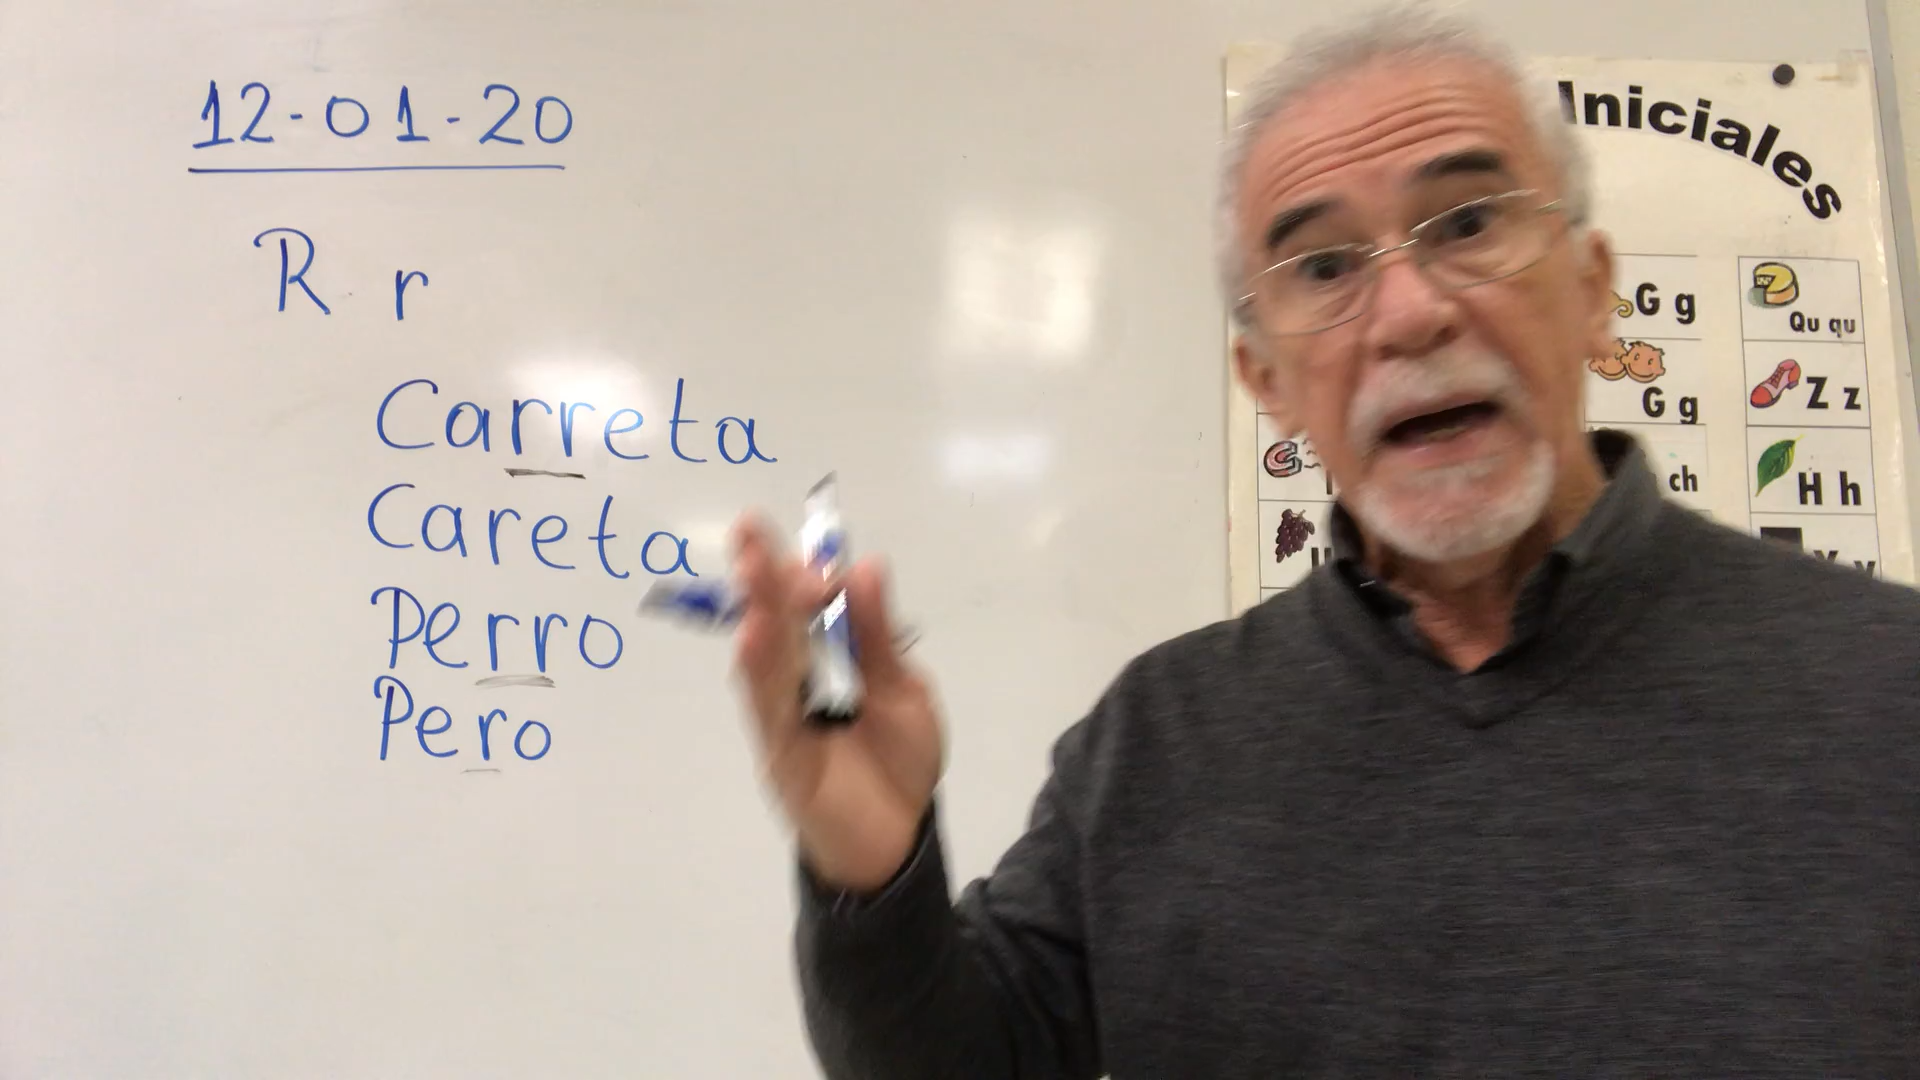 12-01-20
R r
Carreta
Careta
Perro
Pero
Iniciales
G g
Qu qu
G g
Z z
ch
H h